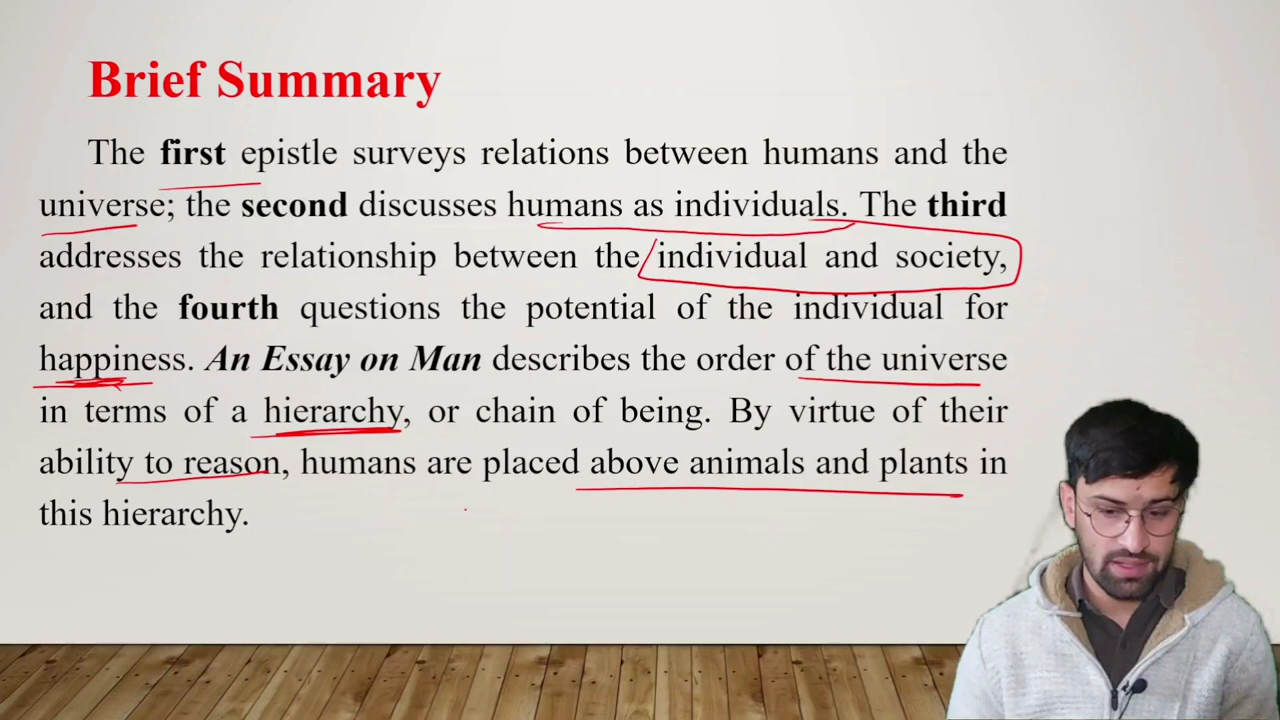 Brief Summary
The first epistle surveys relations between humans and the
universe; the second discusses humans as individuals. The third
addresses the relationship between the individual and society,
and the fourth questions the potential of the individual for
happiness. An Essay on Man describes the order of the universe
in terms of a hierarchy, or chain of being. By virtue of their
ability to reason, humans are placed above animals and plants in
this hierarchy.